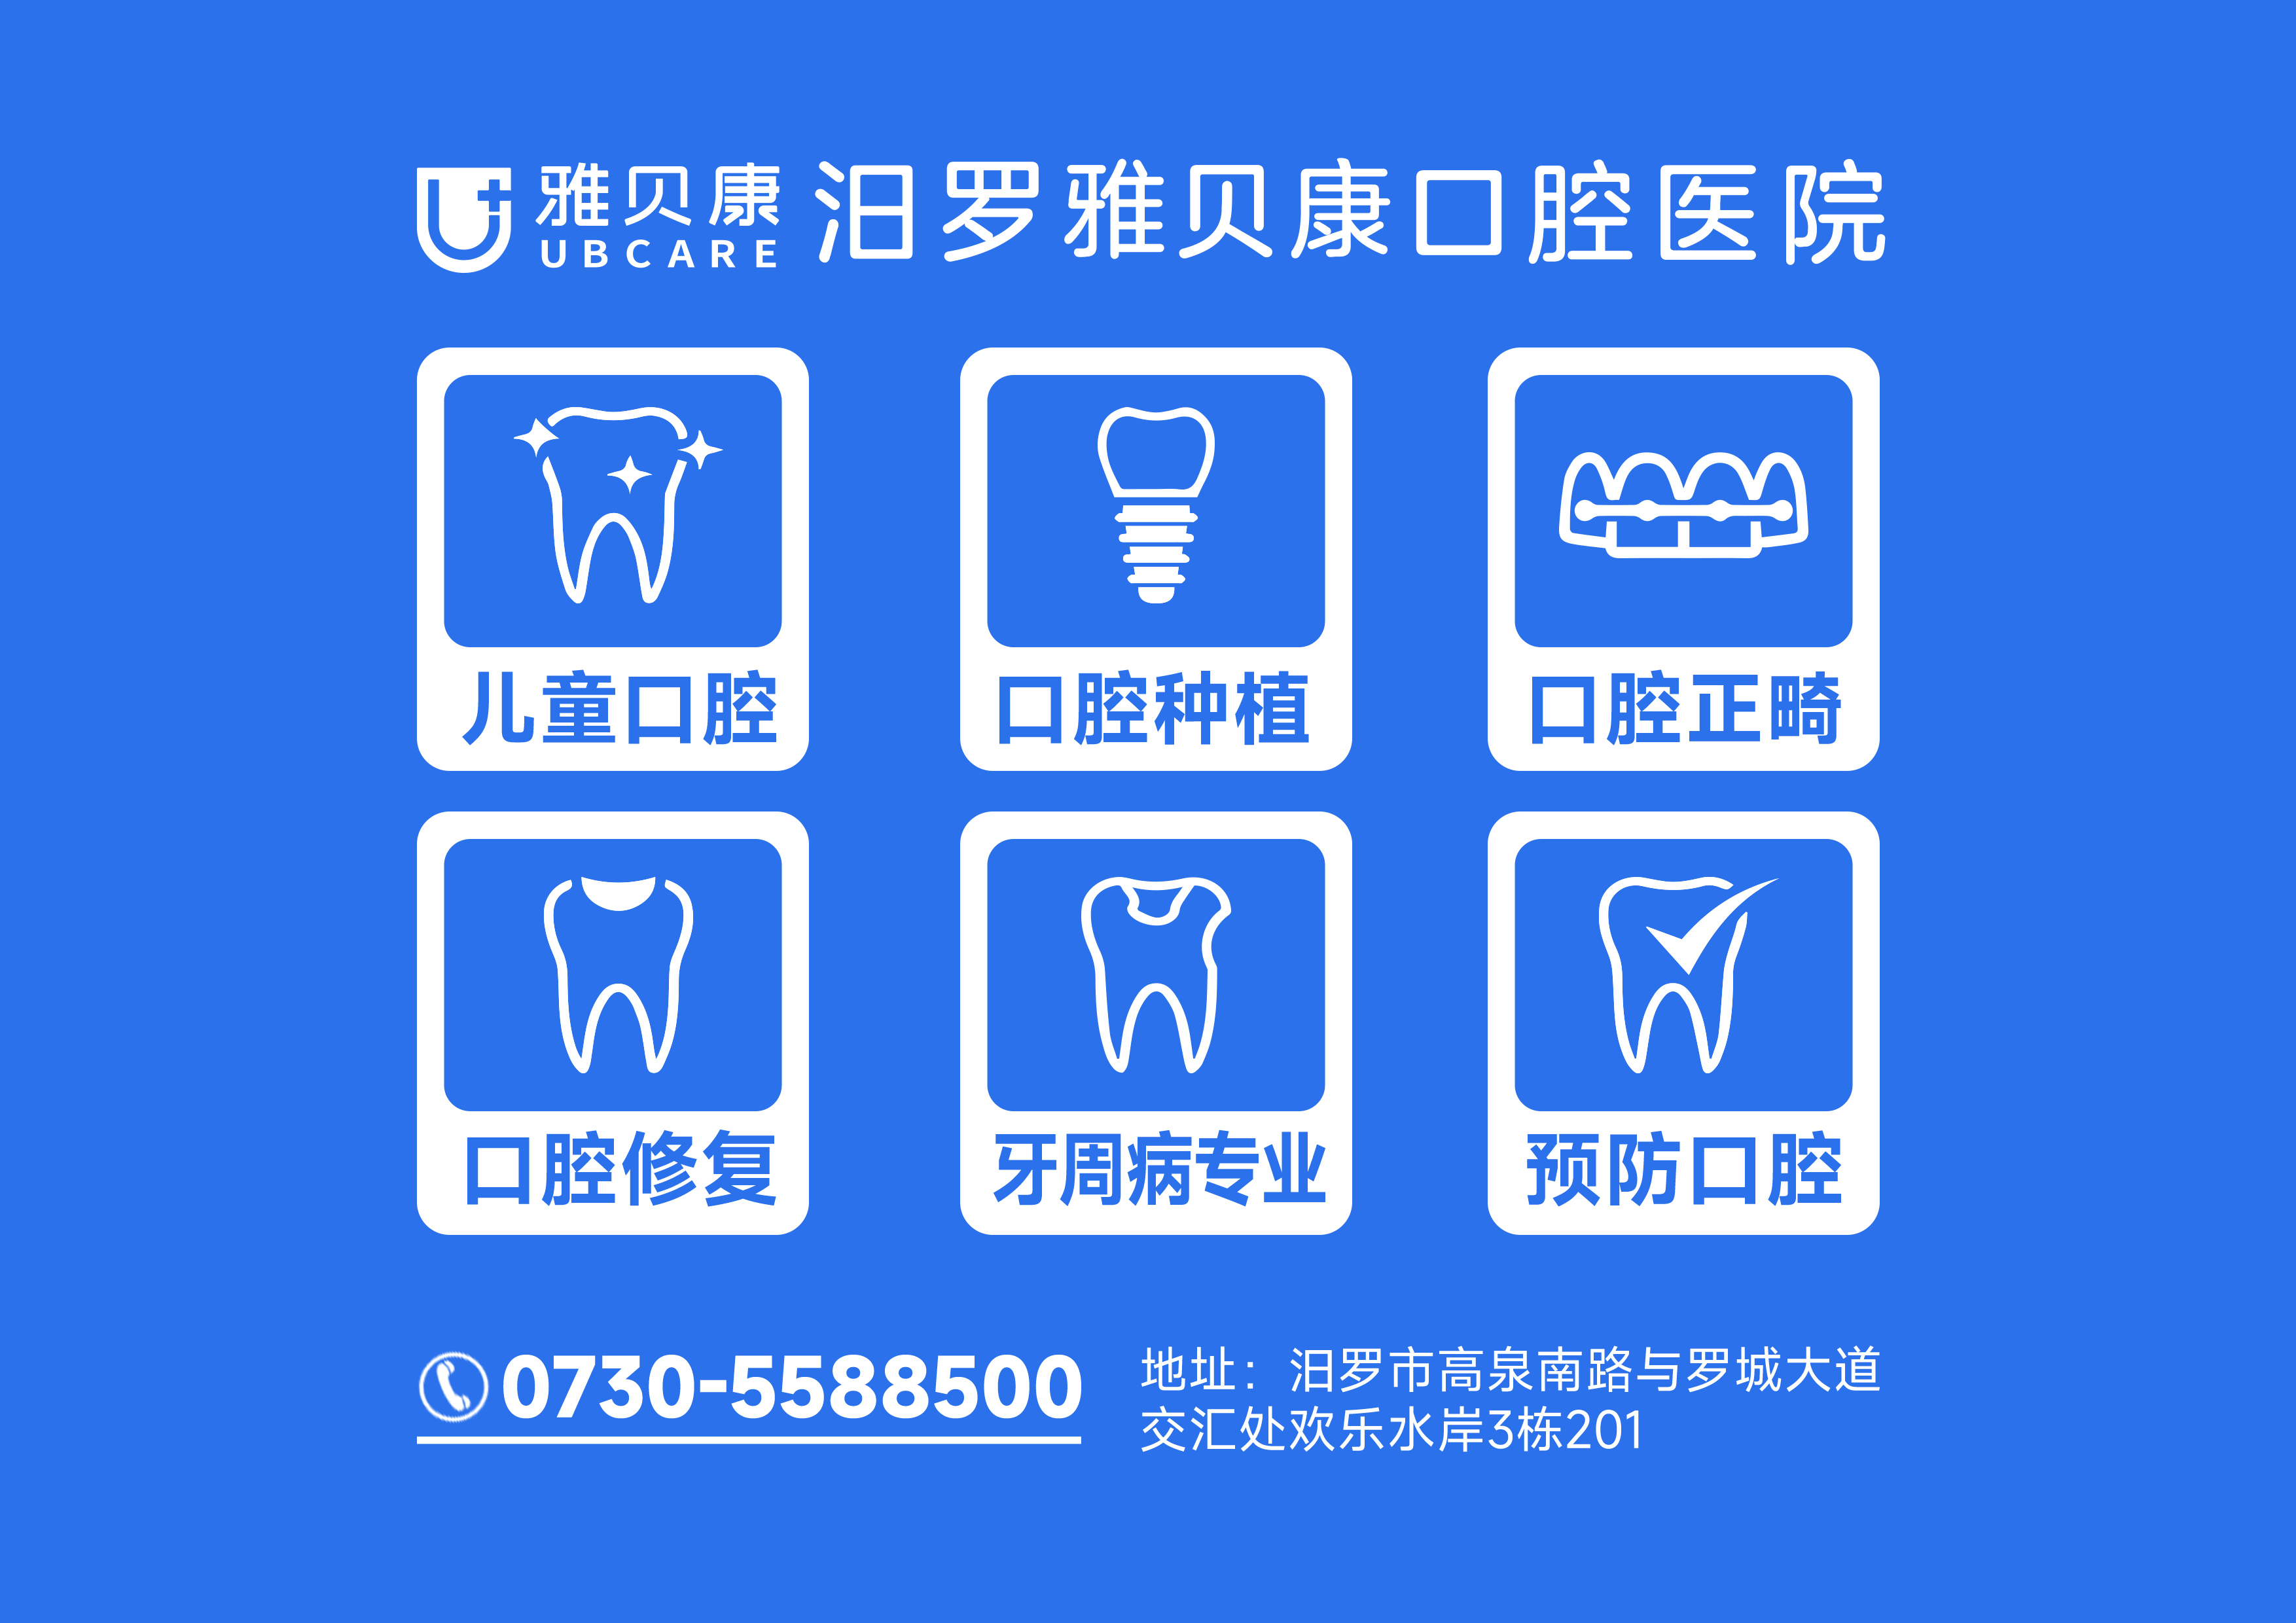 雅贝康
UBCARE
汨罗雅贝康口腔医院
儿童口腔
口腔种植
口腔正畸
口腔修复
牙周病专业
预防口腔
0730-5588500
地址：汨罗市高泉南路与罗城大道
交汇处欢乐水岸3栋201